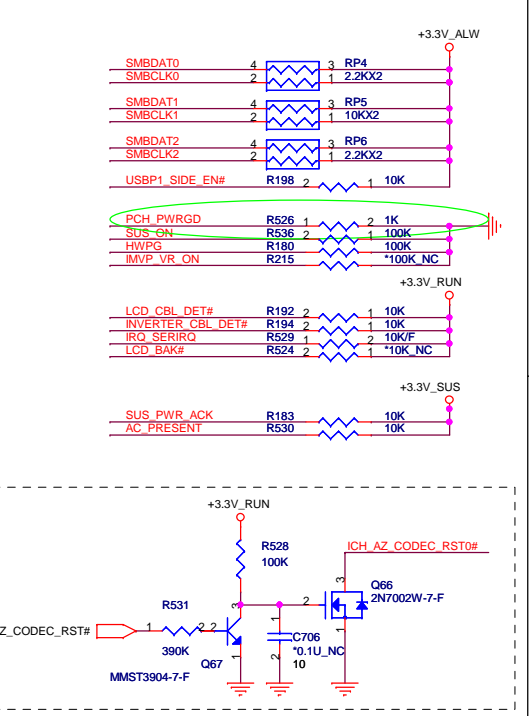 +3.3V_ALW
SMBDAT0 4 3 RP4
SMBCLK0 2 1 2.2KX2
SMBDAT1 4 3 RP5
SMBCLK1 2 1 10KX2
SMBDAT2 4 3 RP6
SMBCLK2 2 1 2.2KX2
USBP1_SIDE_EN# R198 2 1 10K
PCH_PWRGD R526 1 2 1K
SUS_ON R536 2 1 100K
HWPG R180 100K
IMVP_VR_ON R215 *100K_NC
+3.3V_RUN
LCD_CBL_DET# R192 2 1 10K
INVERTER_CBL_DET# R194 2 1 10K
IRQ_SERIRQ R529 1 2 10K/F
LCD_BAK# R524 2 1 *10K_NC
+3.3V_SUS
SUS_PWR_ACK R183 10K
AC_PRESENT R530 10K
+3.3V_RUN
R528
100K
ICH_AZ_CODEC_RST0#
3
Q66
2N7002W-7-F
R531
3
2
1
Z_CODEC_RST# 1 2 2
390K
Q67
1
MMST3904-7-F
1
C706
*0.1U_NC
2
10